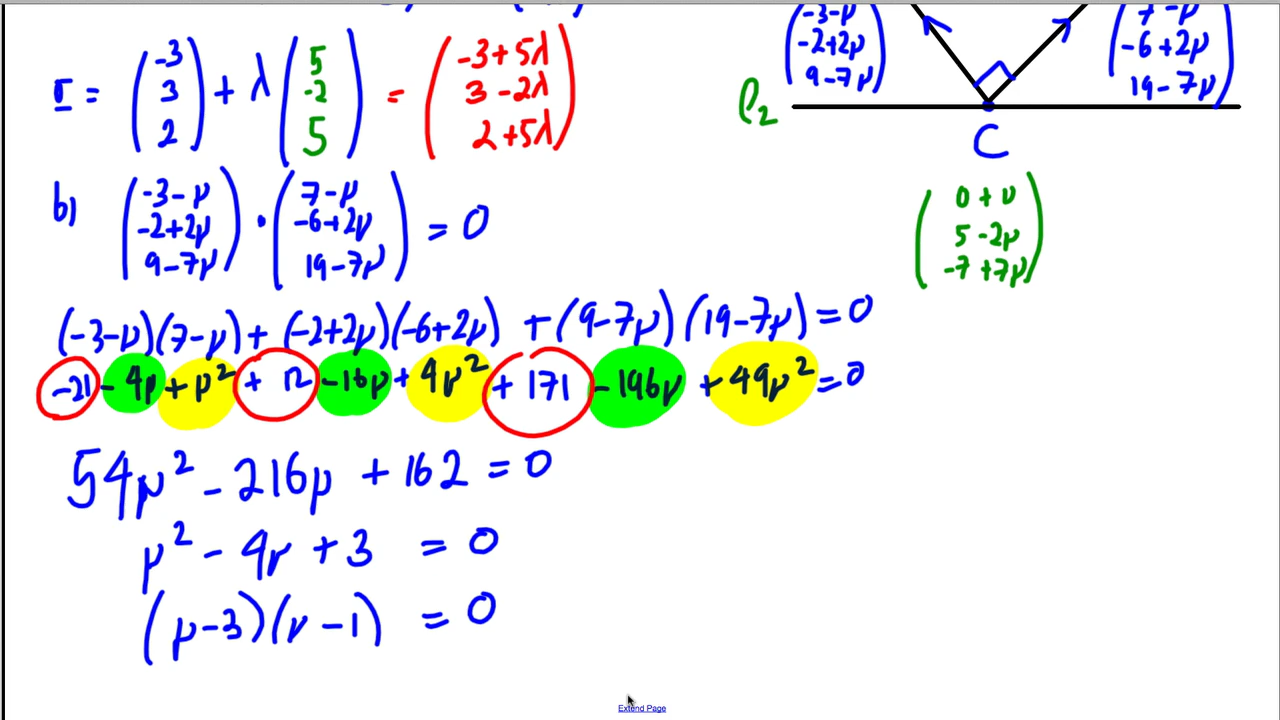 r = (-3 3 2) + λ (5 -2 5) = (-3+5λ 3-2λ 2+5λ)
(-3-μ -2+2μ 9-7μ)
(7-μ -6+2μ 19-7μ)
l₂
C
(0+μ 5-2μ -7+7μ)
b) (-3-μ -2+2μ 9-7μ) · (7-μ -6+2μ 19-7μ) = 0
(-3-μ)(7-μ) + (-2+2μ)(-6+2μ) + (9-7μ)(19-7μ) = 0
-21 - 4μ + μ² + 12 - 16μ + 4μ² + 171 - 196μ + 49μ² = 0
54μ² - 216μ + 162 = 0
μ² - 4μ + 3 = 0
(μ-3)(μ-1) = 0
Extend Page